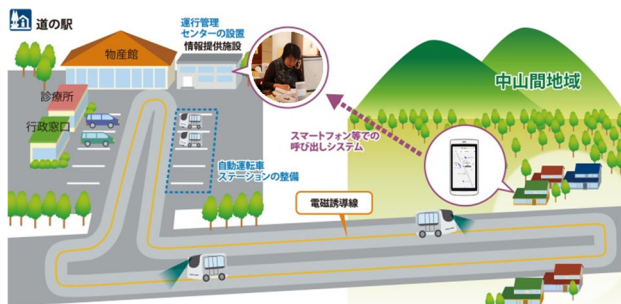 道の駅
運行管理
センターの設置
情報提供施設
物産館
診療所
行政窓口
中山間地域
スマートフォン等での
呼び出しシステム
自動運転車
ステーションの整備
電磁誘導線